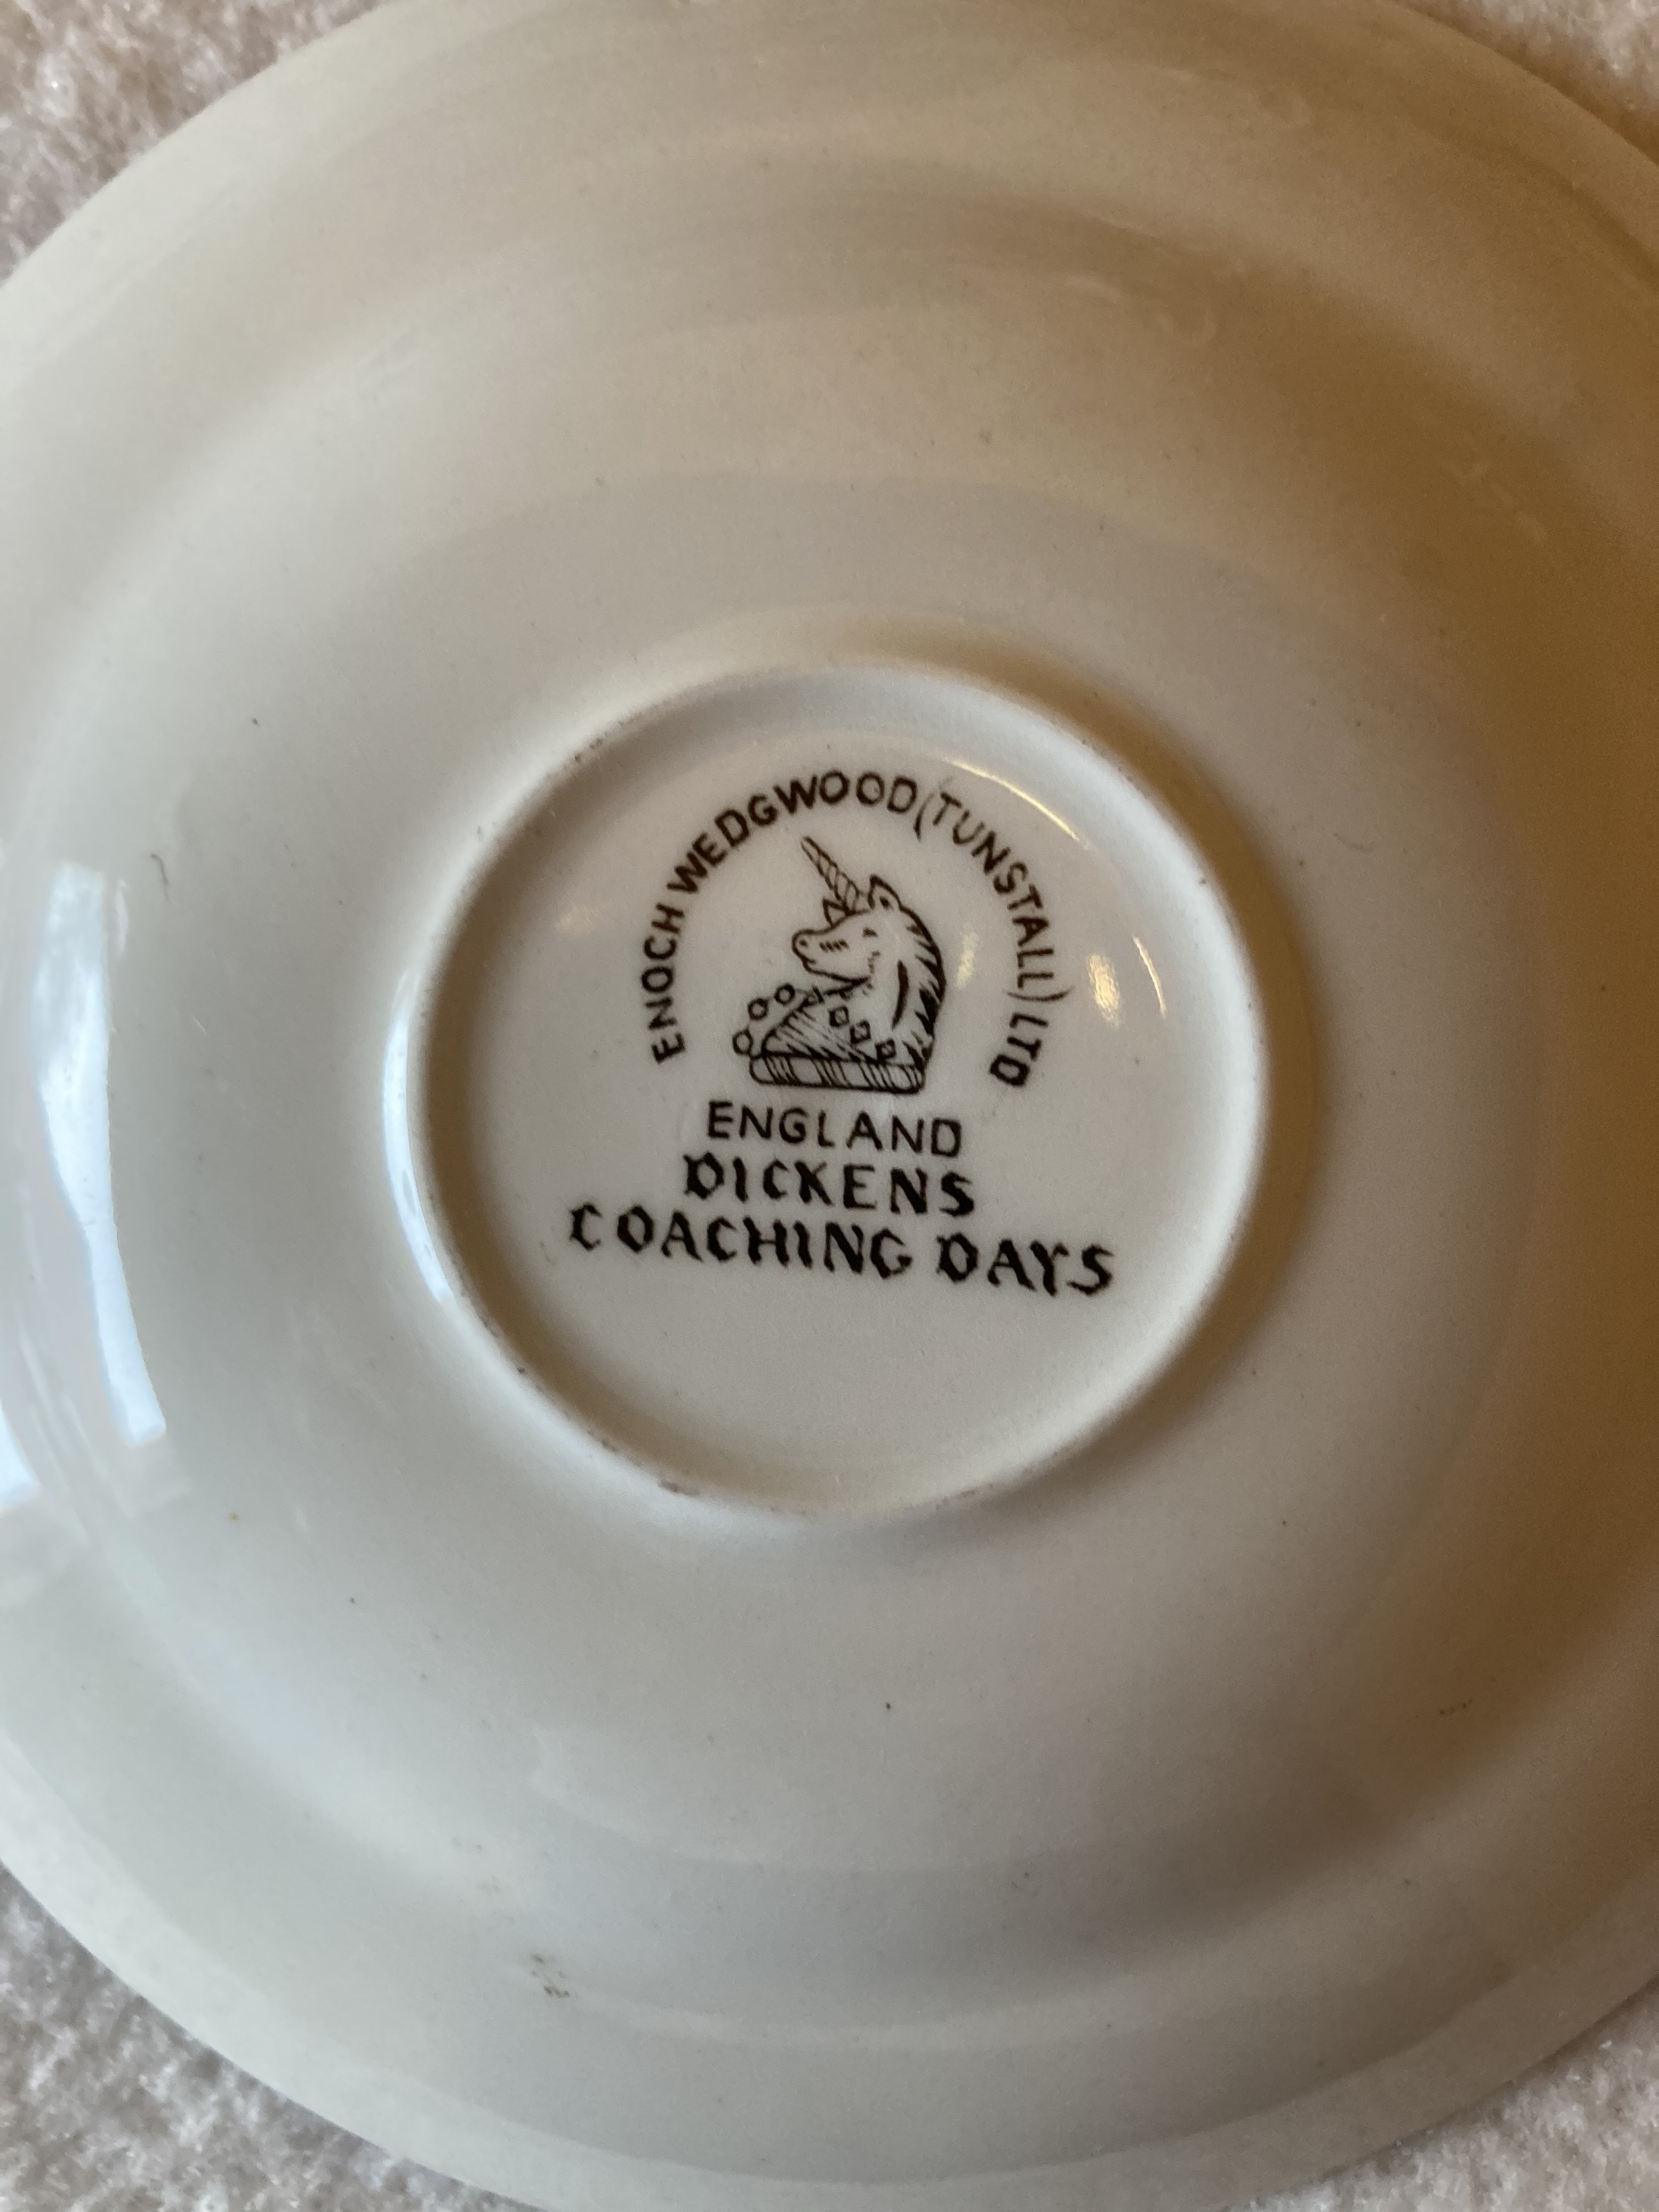 ENOCH WEDGWOOD (TUNSTALL) LTD
ENGLAND
DICKENS
COACHING DAYS